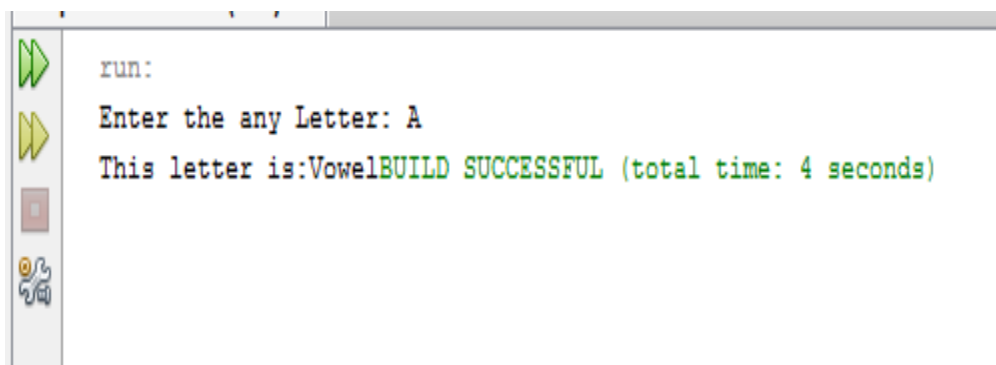 run:
Enter the any Letter: A
This letter is:VowelBUILD SUCCESSFUL (total time: 4 seconds)